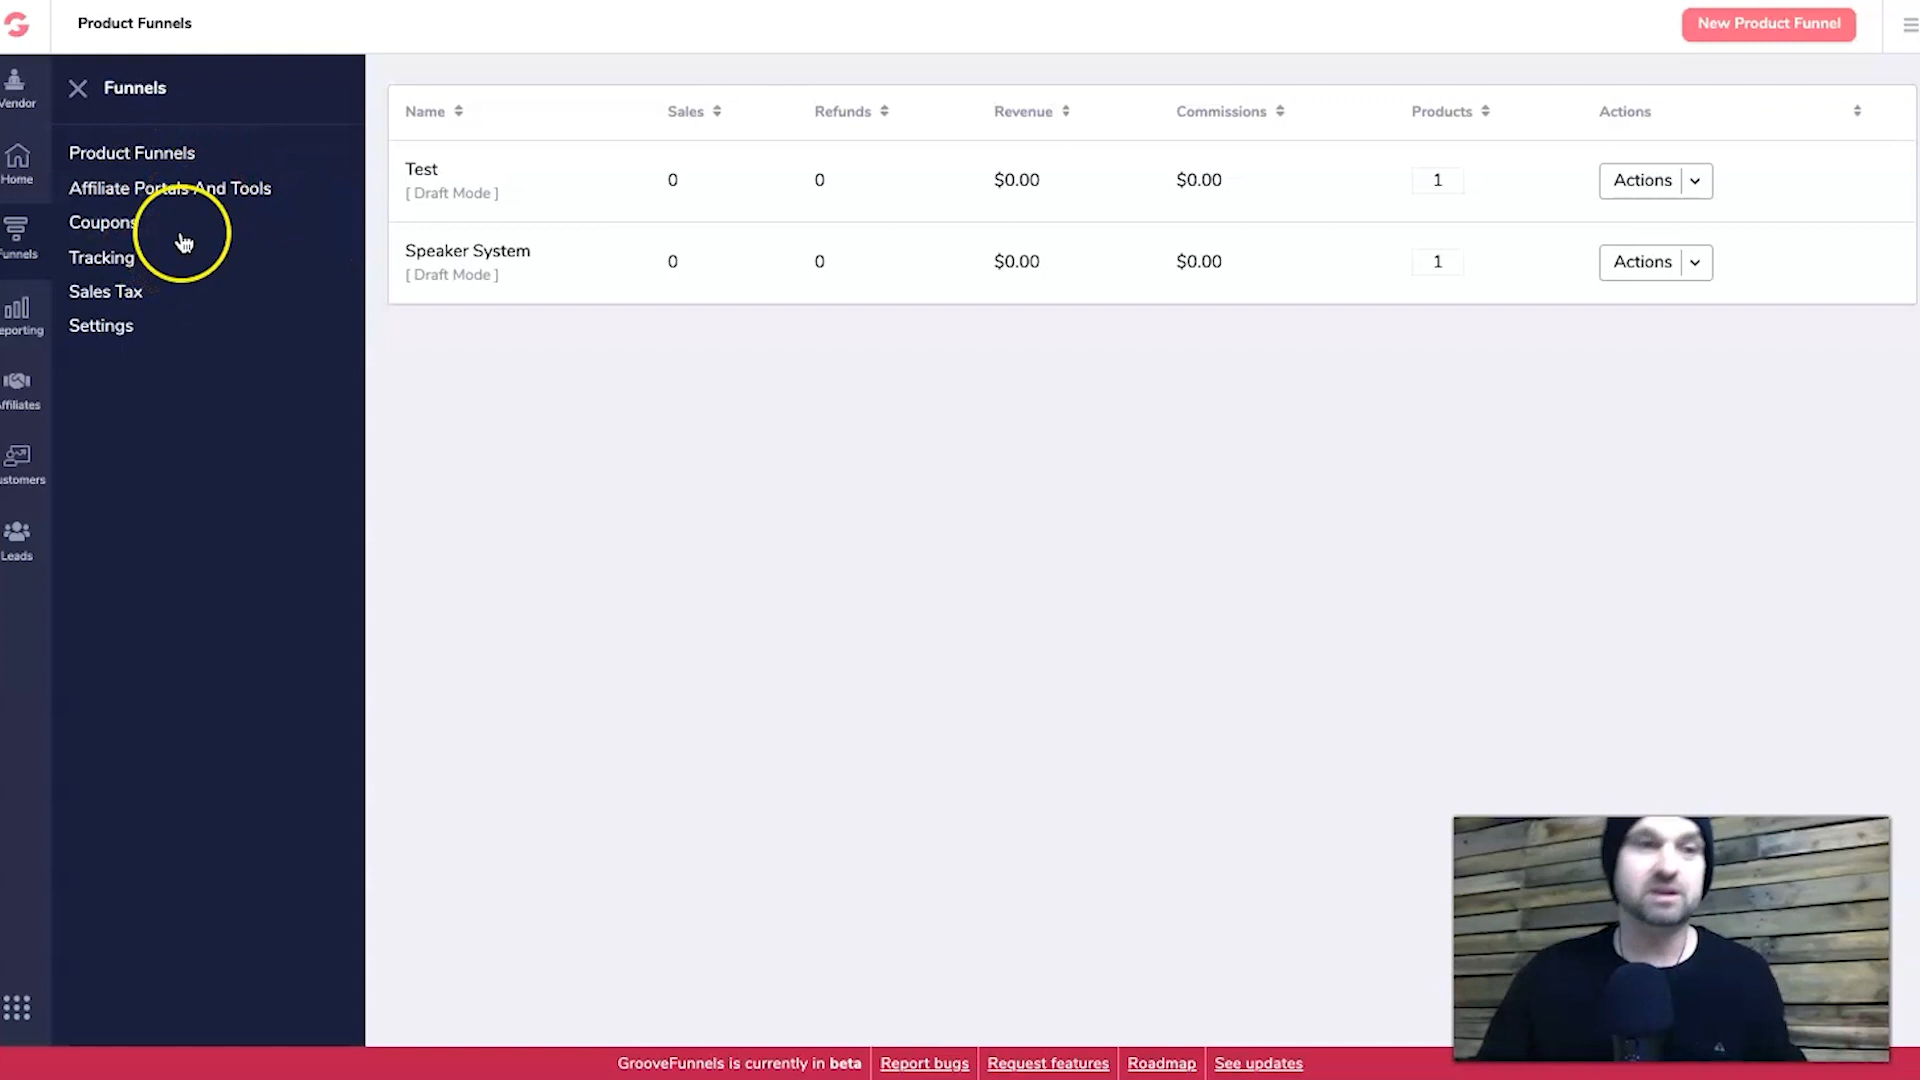 Product Funnels
New Product Funnel
Vendor
Home
Funnels
Reporting
Affiliates
Customers
Leads
Funnels
Product Funnels
Affiliate Portals And Tools
Coupons
Tracking
Sales Tax
Settings
Name Sales Refunds Revenue Commissions Products Actions
Test 0 0 $0.00 $0.00 1 Actions
[ Draft Mode ]
Speaker System 0 0 $0.00 $0.00 1 Actions
[ Draft Mode ]
GrooveFunnels is currently in beta Report bugs Request features Roadmap See updates